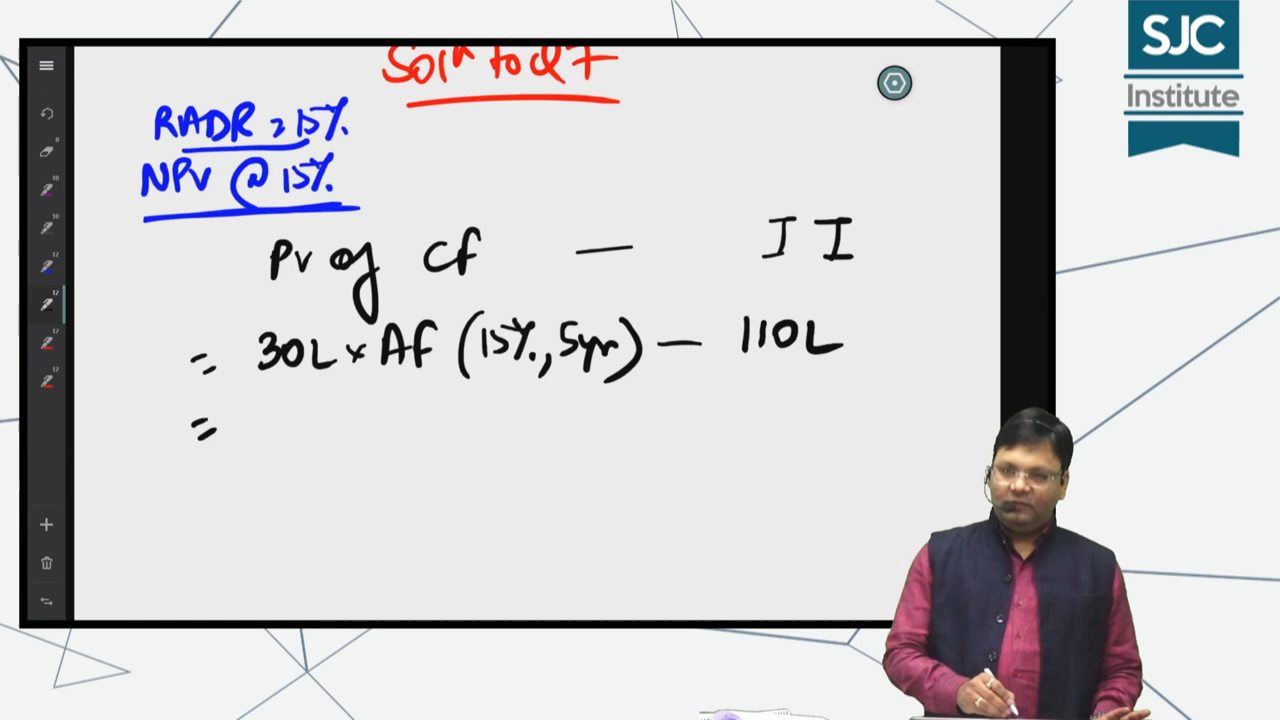 Solⁿ to Q7
SJC
Institute
RADR = 15%
NPV @ 15%
PV of CF — II
= 30L × AF (15%, 5yr) — 110L
=